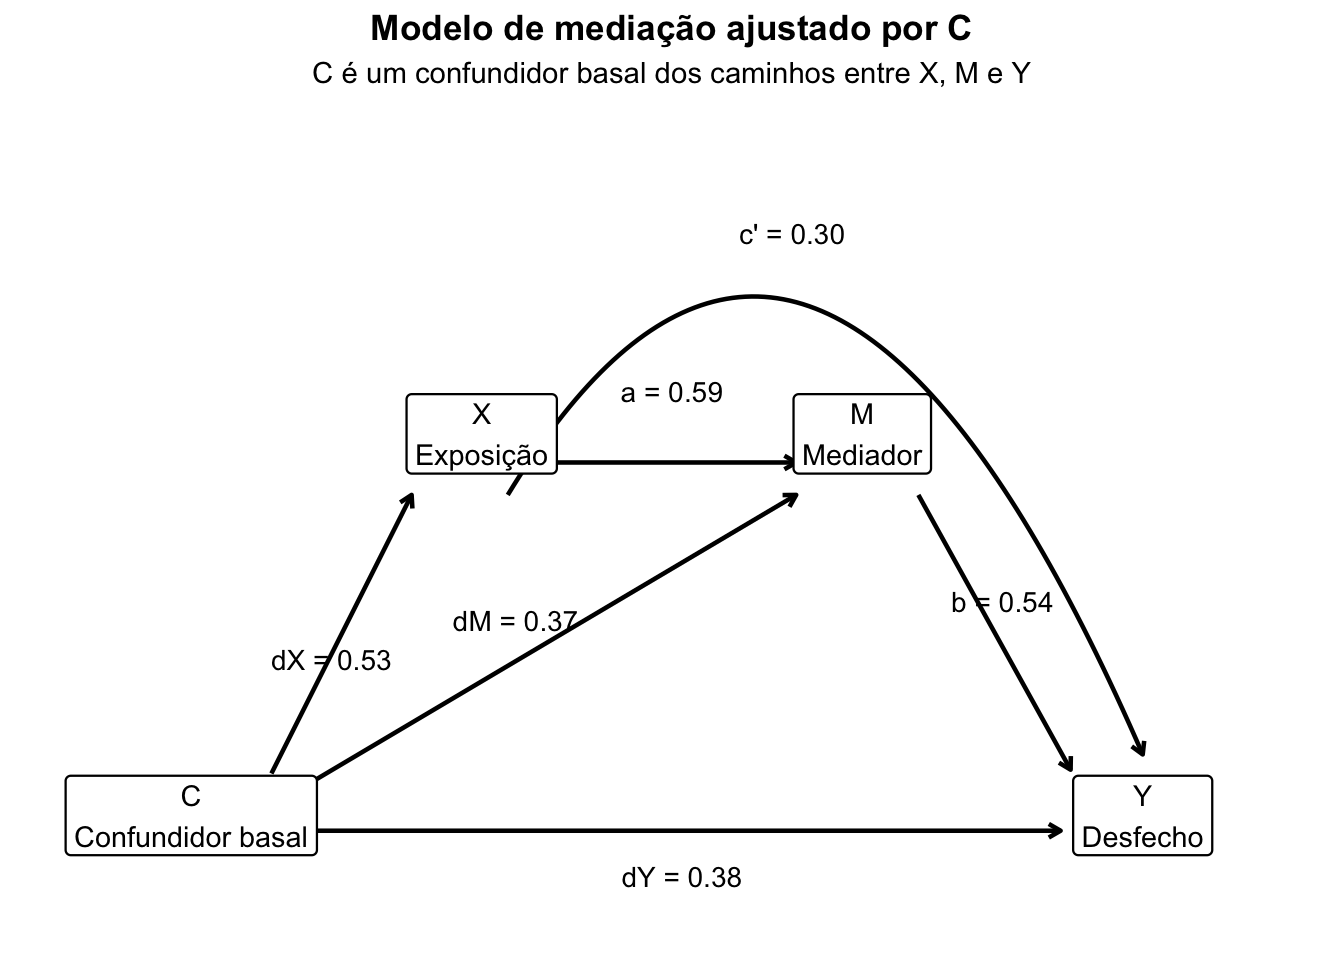 Modelo de mediação ajustado por C
C é um confundidor basal dos caminhos entre X, M e Y
c' = 0.30
a = 0.59
X
Exposição
M
Mediador
b = 0.54
dM = 0.37
dX = 0.53
C
Confundidor basal
Y
Desfecho
dY = 0.38